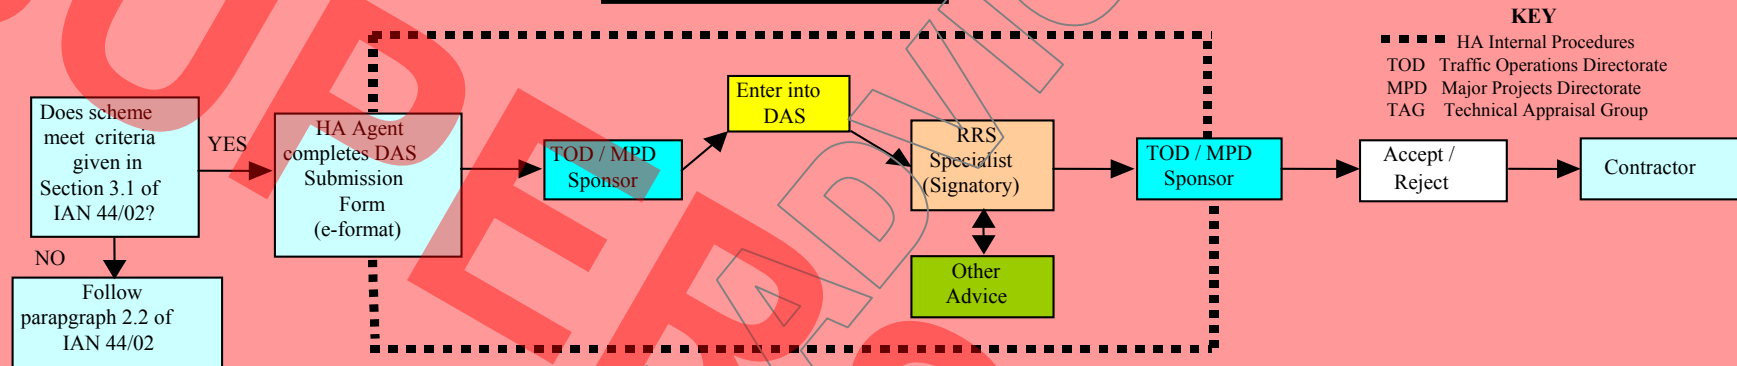 KEY
HA Internal Procedures
TOD Traffic Operations Directorate
MPD Major Projects Directorate
TAG Technical Appraisal Group
Does scheme
meet criteria
given in
Section 3.1 of
IAN 44/02?
YES
NO
Follow
parapgraph 2.2 of
IAN 44/02
HA Agent
completes DAS
Submission
Form
(e-format)
TOD / MPD
Sponsor
Enter into
DAS
RRS
Specialist
(Signatory)
Other
Advice
TOD / MPD
Sponsor
Accept /
Reject
Contractor